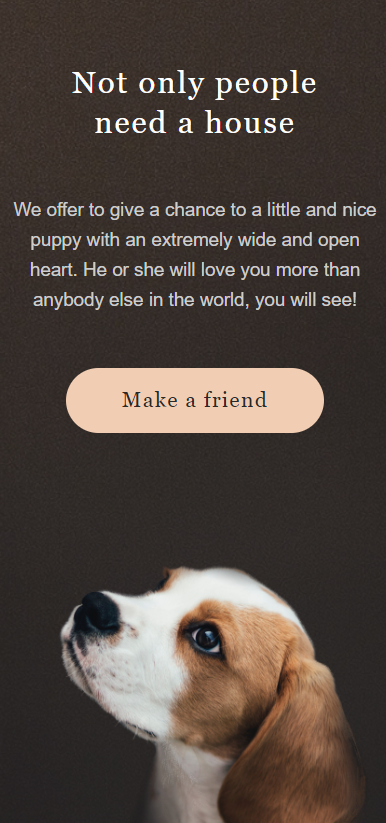 Not only people
need a house
We offer to give a chance to a little and nice
puppy with an extremely wide and open
heart. He or she will love you more than
anybody else in the world, you will see!
Make a friend